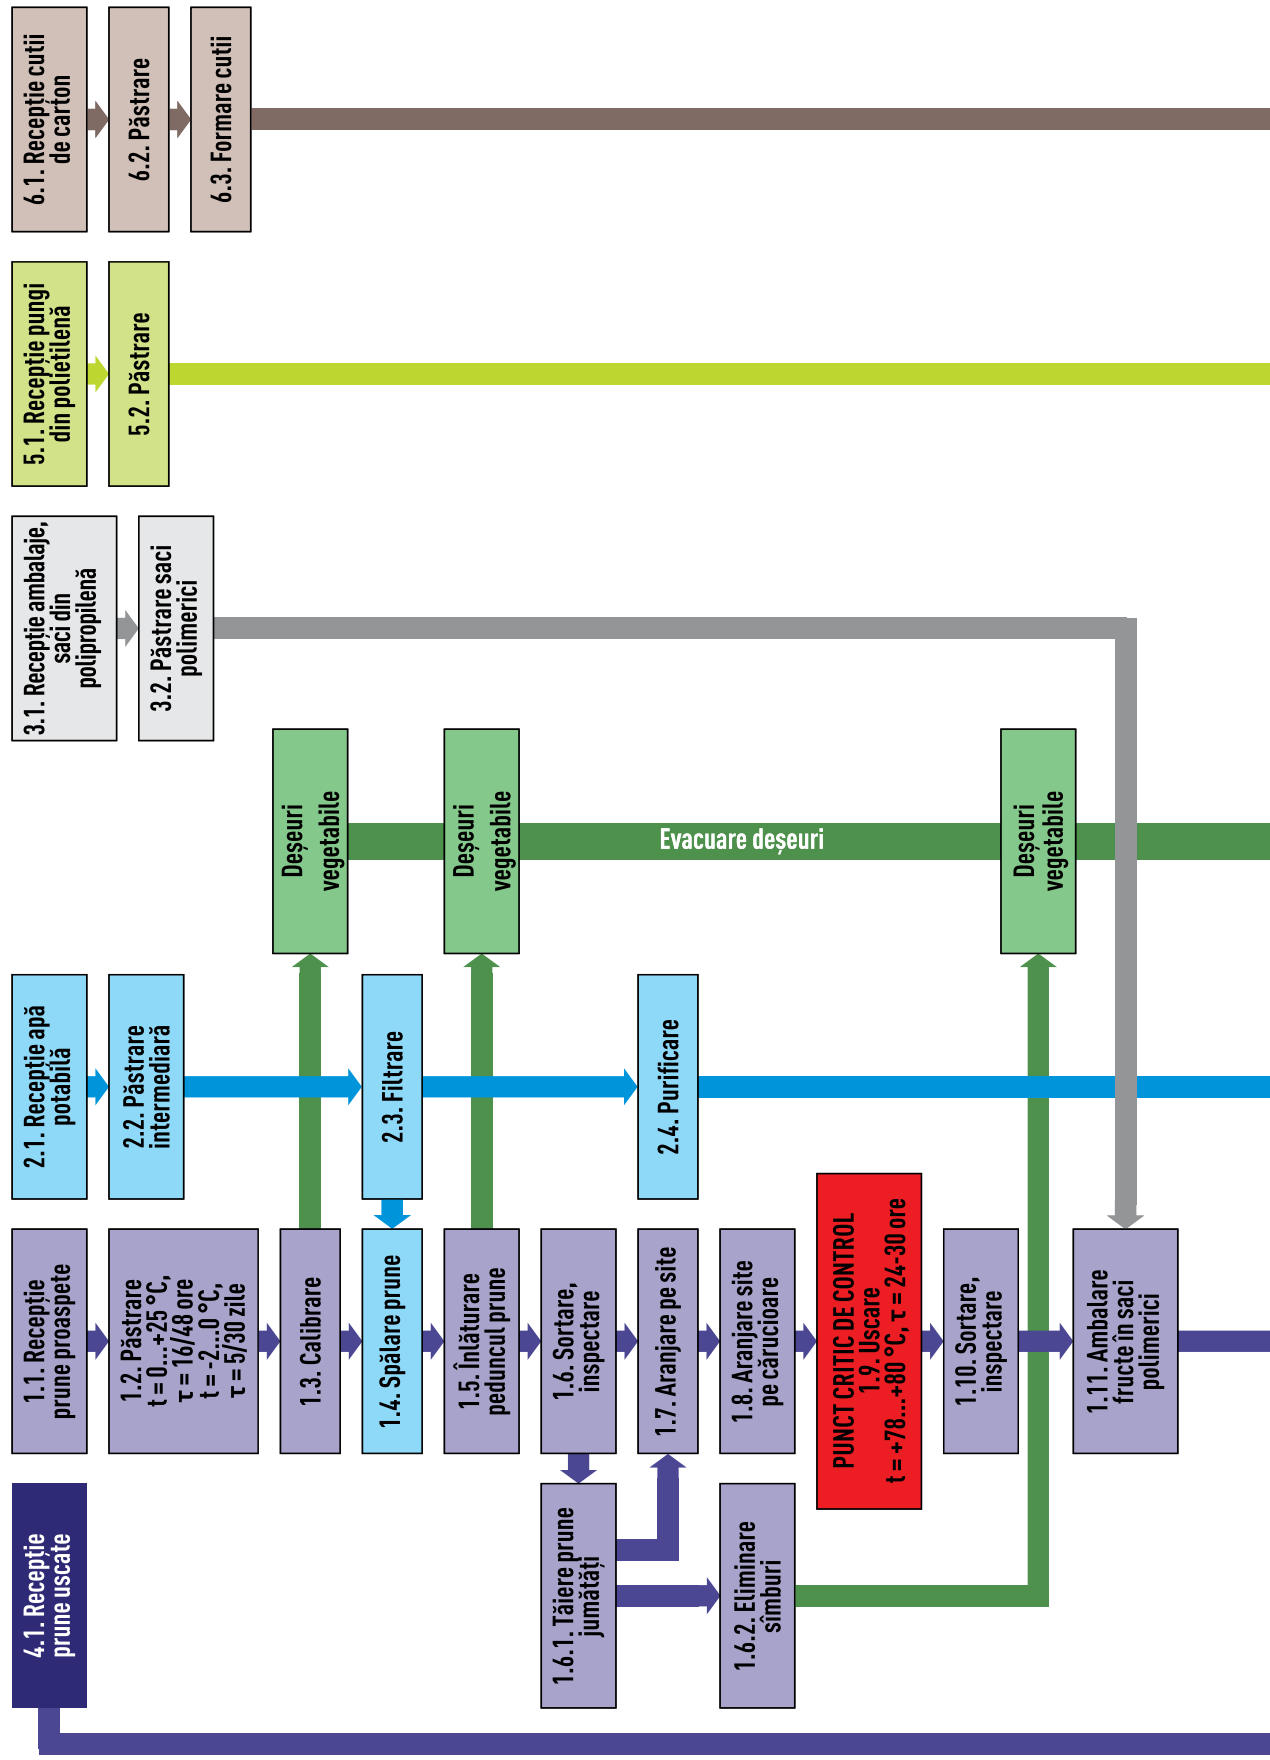 4.1. Recepție
prune uscate
1.1. Recepție
prune proaspete
2.1. Recepție apă
potabilă
3.1. Recepție ambalaje,
saci din
polipropilenă
5.1. Recepție pungi
din polietilenă
6.1. Recepție cutii
de carton
1.2. Păstrare
t = 0...+25 °C,
τ = 16/48 ore
t = -2...0 °C,
τ = 5/30 zile
2.2. Păstrare
intermediară
3.2. Păstrare saci
polimerici
5.2. Păstrare
6.2. Păstrare
6.3. Formare cutii
1.3. Calibrare
Deșeuri
vegetabile
1.4. Spălare prune
2.3. Filtrare
1.5. Înlăturare
peduncul prune
Deșeuri
vegetabile
1.6. Sortare,
inspectare
1.6.1. Tăiere prune
jumătăți
1.7. Aranjare pe site
2.4. Purificare
Evacuare deșeuri
1.6.2. Eliminare
sîmburi
1.8. Aranjare site
pe cărucioare
PUNCT CRITIC DE CONTROL
1.9. Uscare
t = +78...+80 °C, τ = 24-30 ore
1.10. Sortare,
inspectare
Deșeuri
vegetabile
1.11. Ambalare
fructe în saci
polimerici